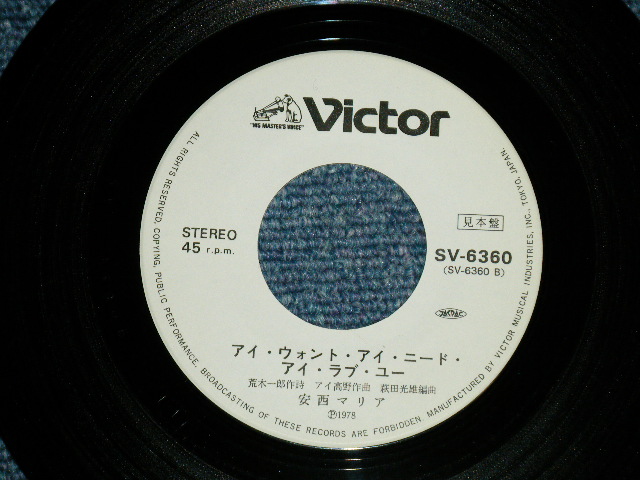 Victor
"HIS MASTER'S VOICE"
見本盤
STEREO
45 r.p.m.
SV-6360
(SV-6360 B)
JASRAC
アイ・ウォント・アイ・ニード・
アイ・ラブ・ユー
荒木一郎作詩 アイ高野作曲 萩田光雄編曲
安西マリア
Ⓟ1978
ALL RIGHTS RESERVED. COPYING, PUBLIC PERFORMANCE, BROADCASTING OF THESE RECORDS ARE FORBIDDEN. MANUFACTURED BY VICTOR MUSICAL INDUSTRIES, INC., TOKYO, JAPAN.